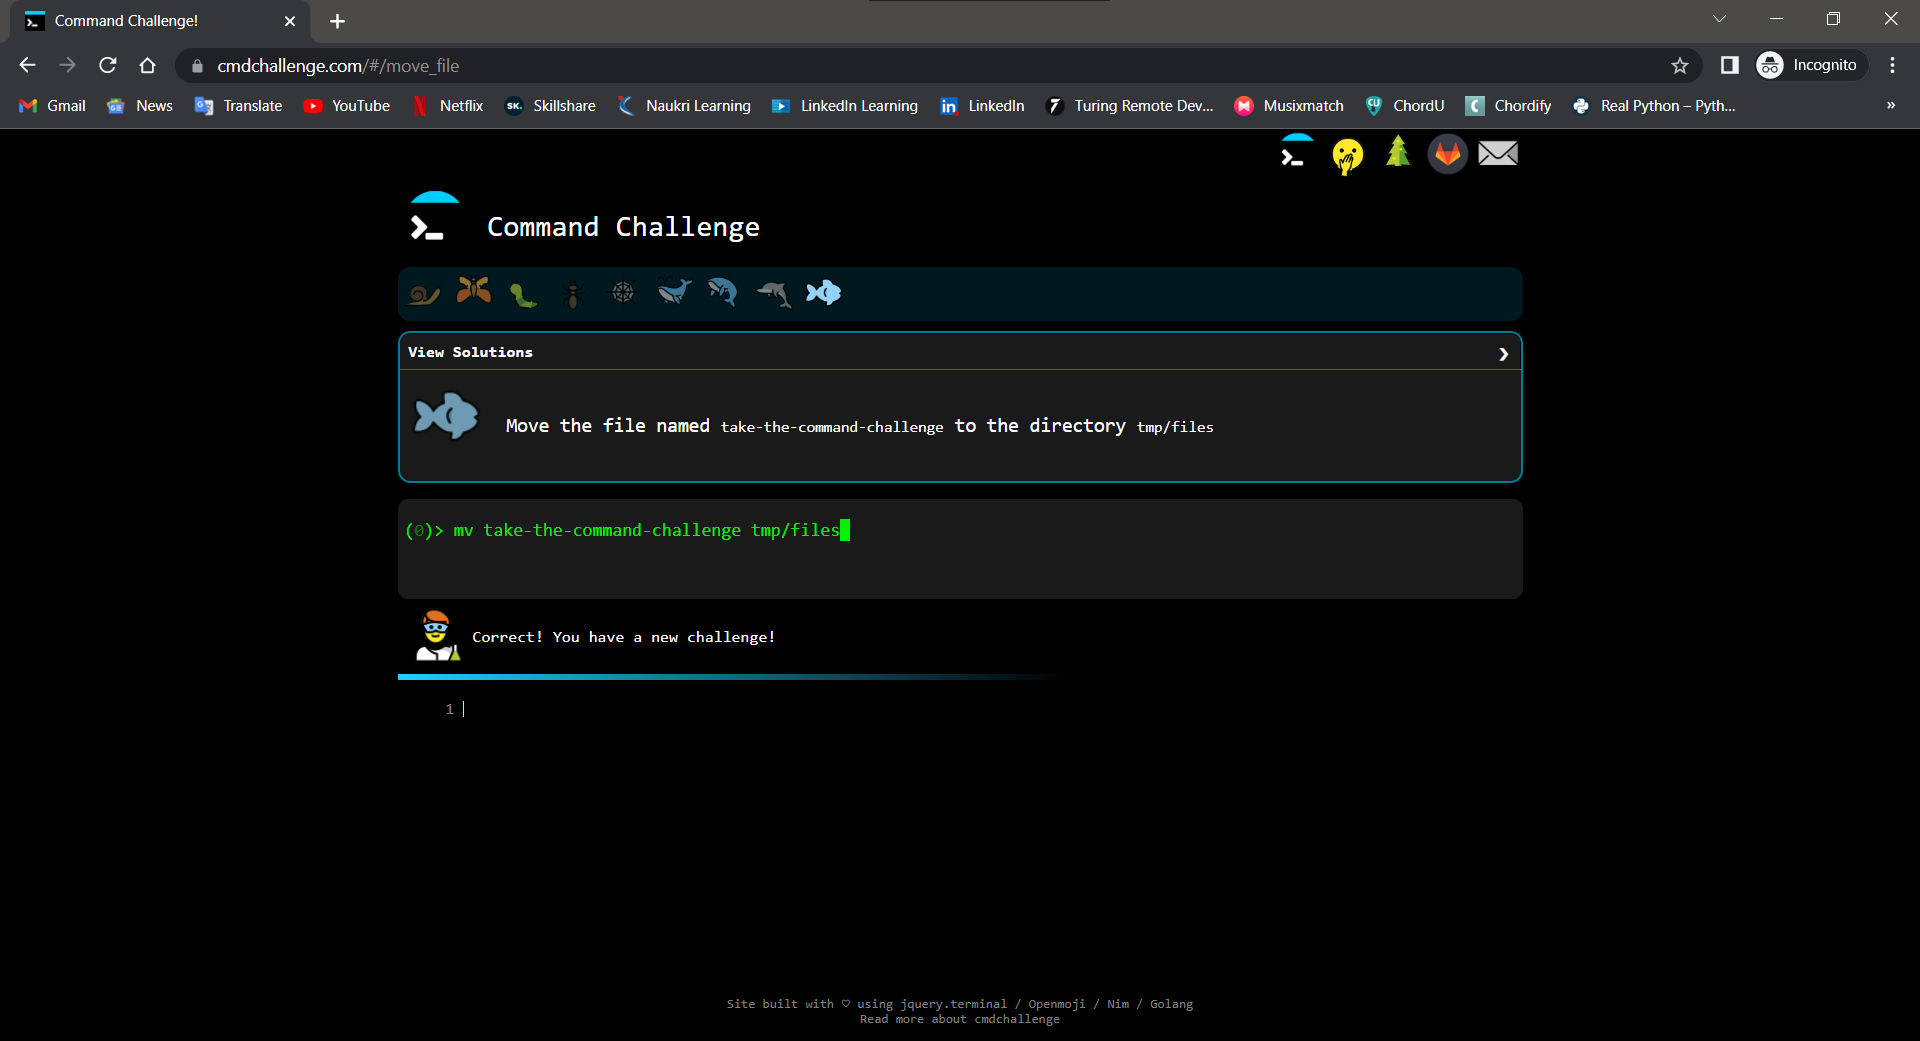 Command Challenge!
cmdchallenge.com/#/move_file
Incognito
Gmail News Translate YouTube Netflix SK. Skillshare Naukri Learning LinkedIn Learning in LinkedIn Turing Remote Dev... Musixmatch CU ChordU C Chordify Real Python – Pyth... »
Command Challenge
View Solutions
Move the file named take-the-command-challenge to the directory tmp/files
(0)> mv take-the-command-challenge tmp/files
Correct! You have a new challenge!
1
Site built with ♡ using jquery.terminal / Openmoji / Nim / Golang
Read more about cmdchallenge